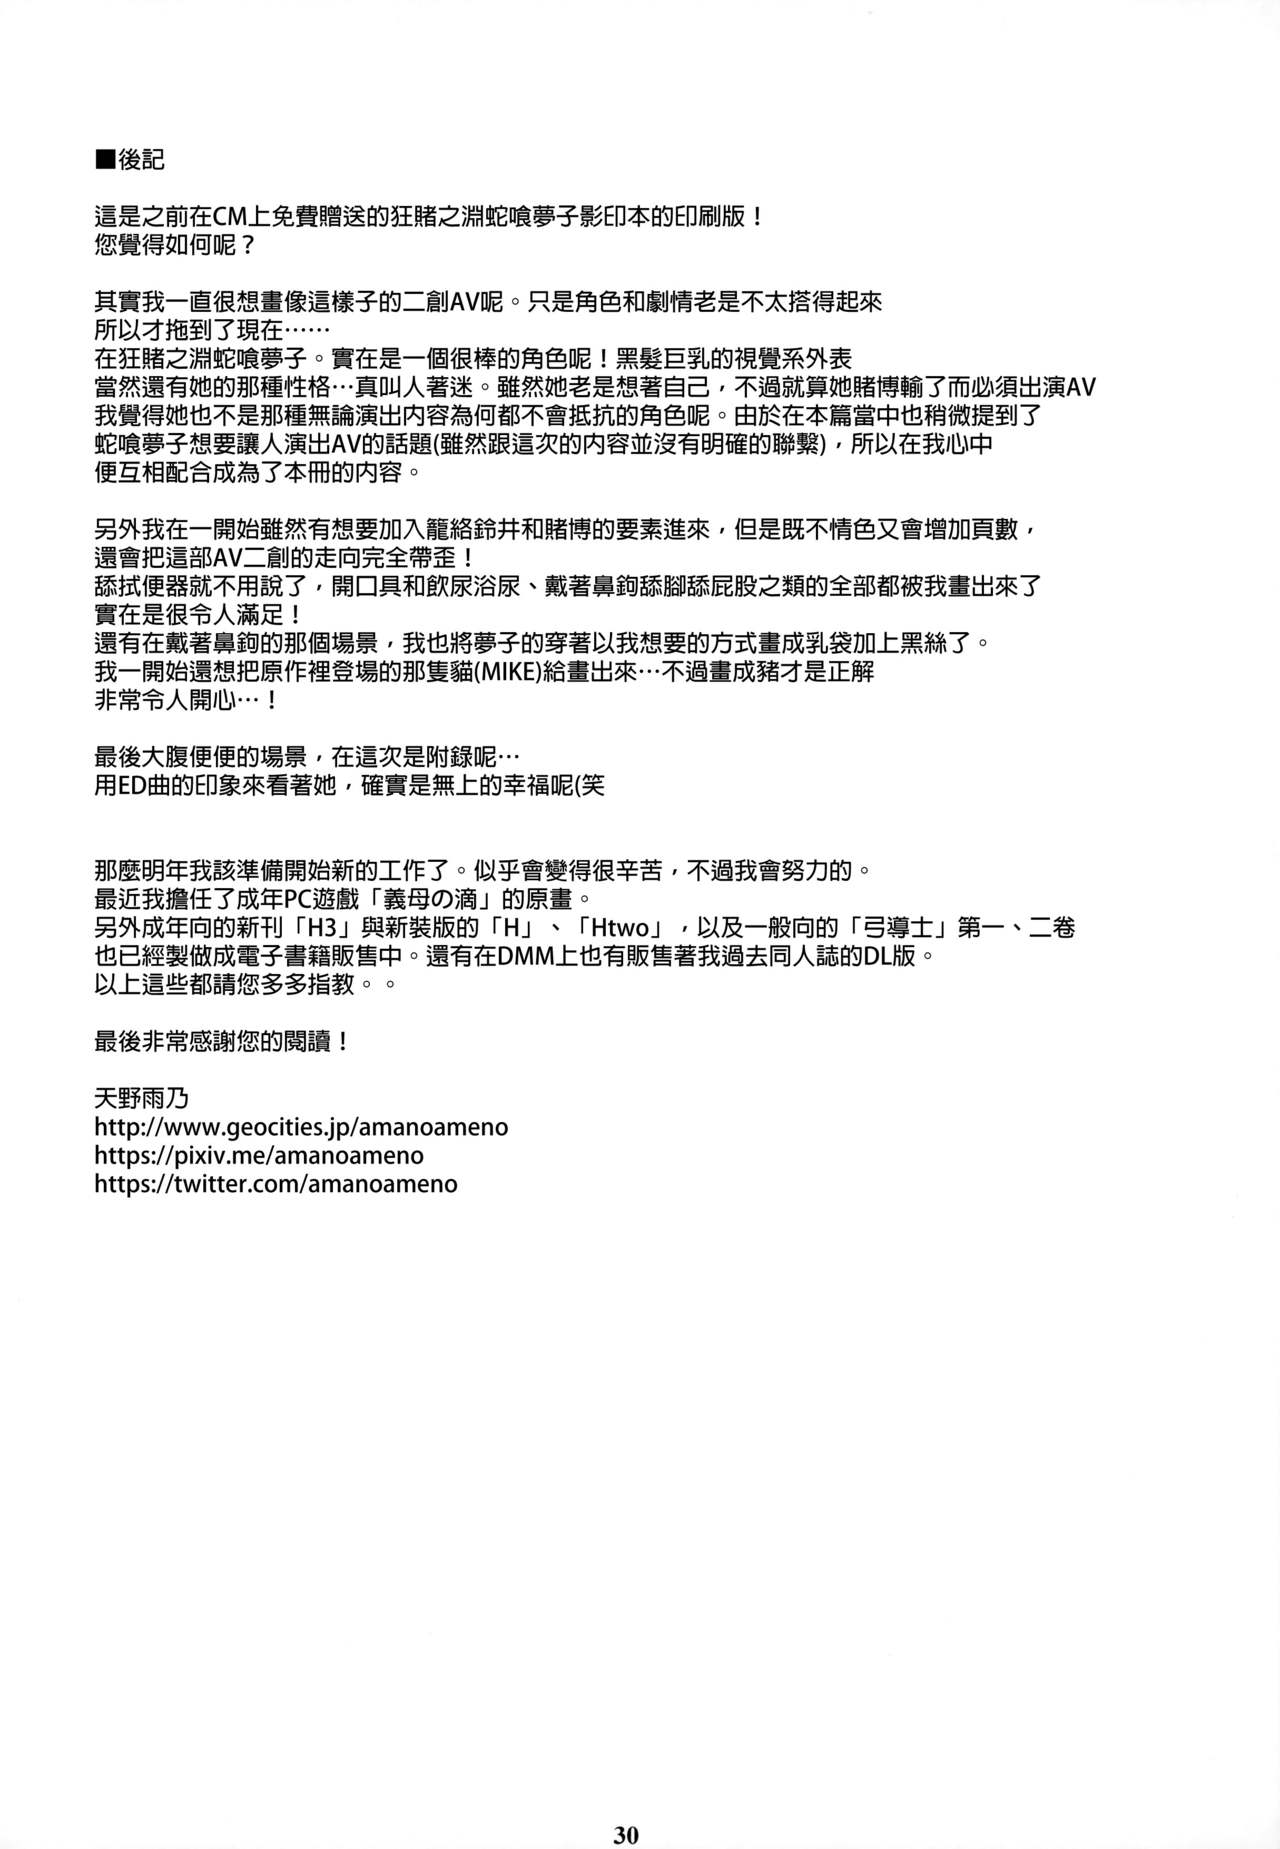 ■後記
這是之前在CM上免費贈送的狂賭之淵蛇喰夢子影印本的印刷版！
您覺得如何呢？
其實我一直很想畫像這樣子的二創AV呢。只是角色和劇情老是不太搭得起來
所以才拖到了現在……
在狂賭之淵蛇喰夢子。實在是一個很棒的角色呢！黑髮巨乳的視覺系外表
當然還有她的那種性格…真叫人著迷。雖然她老是想著自己，不過就算她賭博輸了而必須出演AV
我覺得她也不是那種無論演出內容為何都不會抵抗的角色呢。由於在本篇當中也稍微提到了
蛇喰夢子想要讓人演出AV的話題(雖然跟這次的內容並沒有明確的聯繫)，所以在我心中
便互相配合成為了本冊的內容。
另外我在一開始雖然有想要加入籠絡鈴井和賭博的要素進來，但是既不情色又會增加頁數，
還會把這部AV二創的走向完全帶歪！
舔拭便器就不用說了，開口具和飲尿浴尿、戴著鼻鉤舔腳舔屁股之類的全部都被我畫出來了
實在是很令人滿足！
還有在戴著鼻鉤的那個場景，我也將夢子的穿著以我想要的方式畫成乳袋加上黑絲了。
我一開始還想把原作裡登場的那隻貓(MIKE)給畫出來…不過畫成豬才是正解
非常令人開心…！
最後大腹便便的場景，在這次是附錄呢…
用ED曲的印象來看著她，確實是無上的幸福呢(笑
那麼明年我該準備開始新的工作了。似乎會變得很辛苦，不過我會努力的。
最近我擔任了成年PC遊戲「義母の滴」的原畫。
另外成年向的新刊「H3」與新裝版的「H」、「Htwo」，以及一般向的「弓導士」第一、二卷
也已經製做成電子書籍販售中。還有在DMM上也有販售著我過去同人誌的DL版。
以上這些都請您多多指教。。
最後非常感謝您的閱讀！
天野雨乃
http://www.geocities.jp/amanoameno
https://pixiv.me/amanoameno
https://twitter.com/amanoameno
30